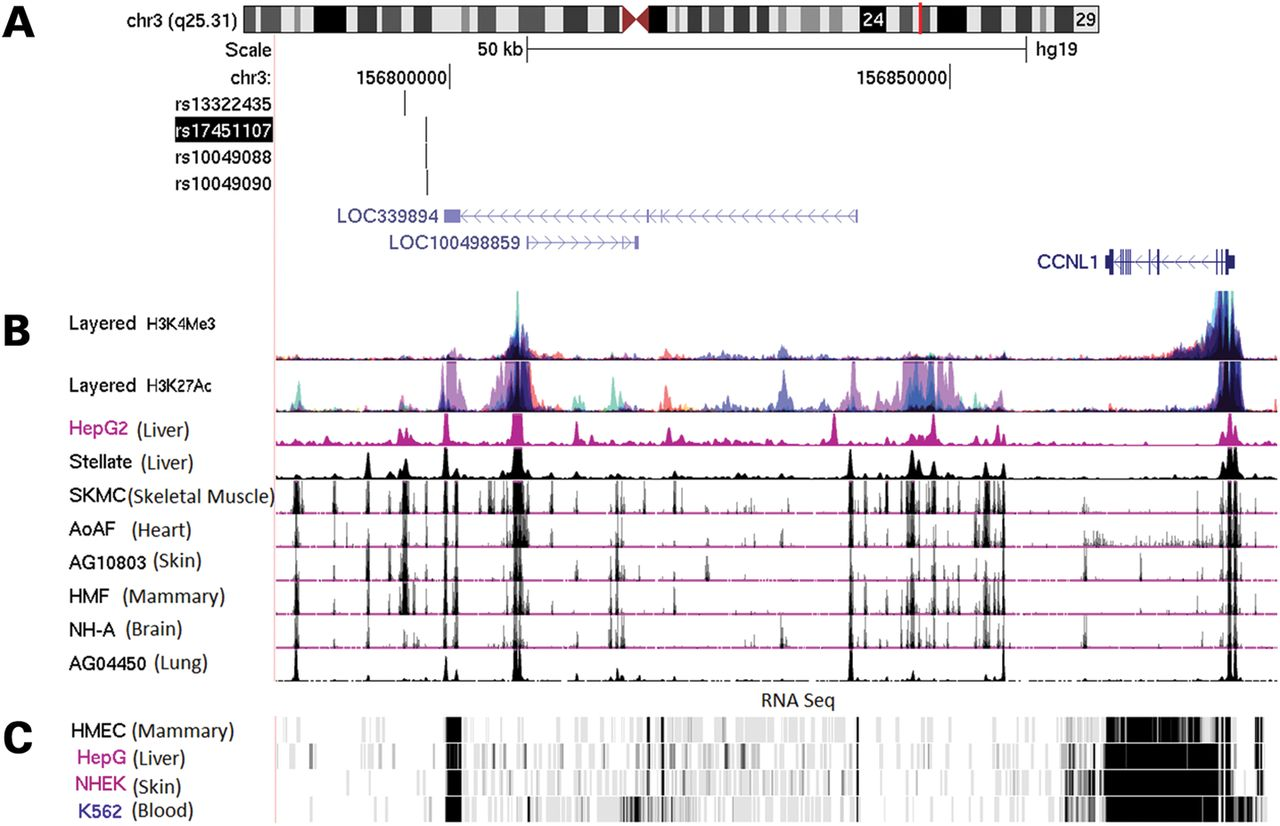 A
chr3 (q25.31) 24 29
Scale 50 kb hg19
chr3: 156800000 156850000
rs13322435
rs17451107
rs10049088
rs10049090
LOC339894
LOC100498859
CCNL1
B
Layered H3K4Me3
Layered H3K27Ac
HepG2 (Liver)
Stellate (Liver)
SKMC(Skeletal Muscle)
AoAF (Heart)
AG10803 (Skin)
HMF (Mammary)
NH-A (Brain)
AG04450 (Lung)
RNA Seq
C
HMEC (Mammary)
HepG (Liver)
NHEK (Skin)
K562 (Blood)